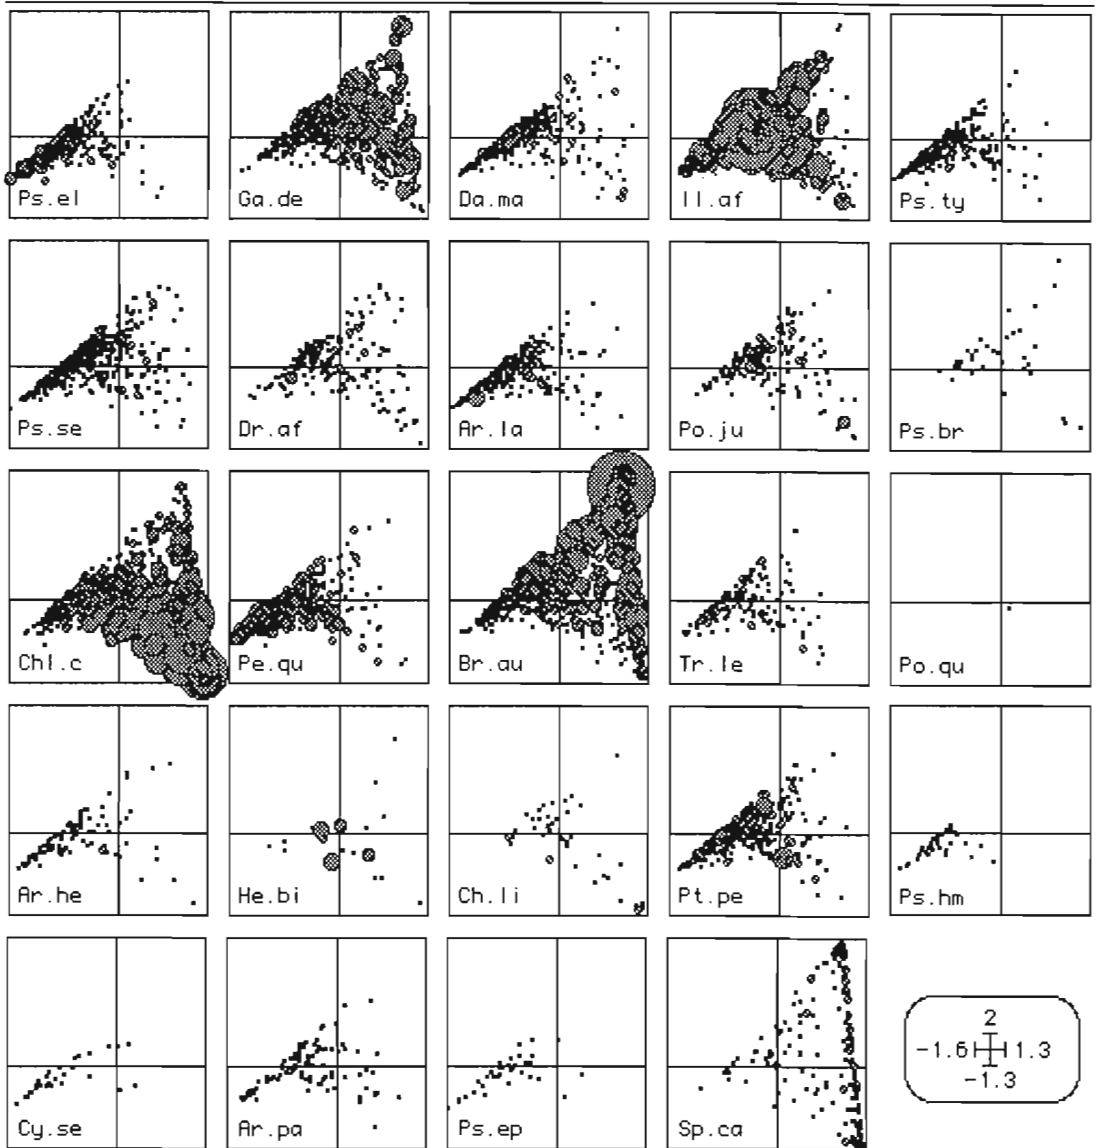 Ps.el Ga.de Da.ma Il.af Ps.ty
Ps.se Dr.af Ar.la Po.ju Ps.br
Chl.c Pe.qu Br.au Tr.le Po.qu
Ar.he He.bi Ch.li Pt.pe Ps.hm
2
-1.6 1.3
-1.3
Cy.se Ar.pa Ps.ep Sp.ca